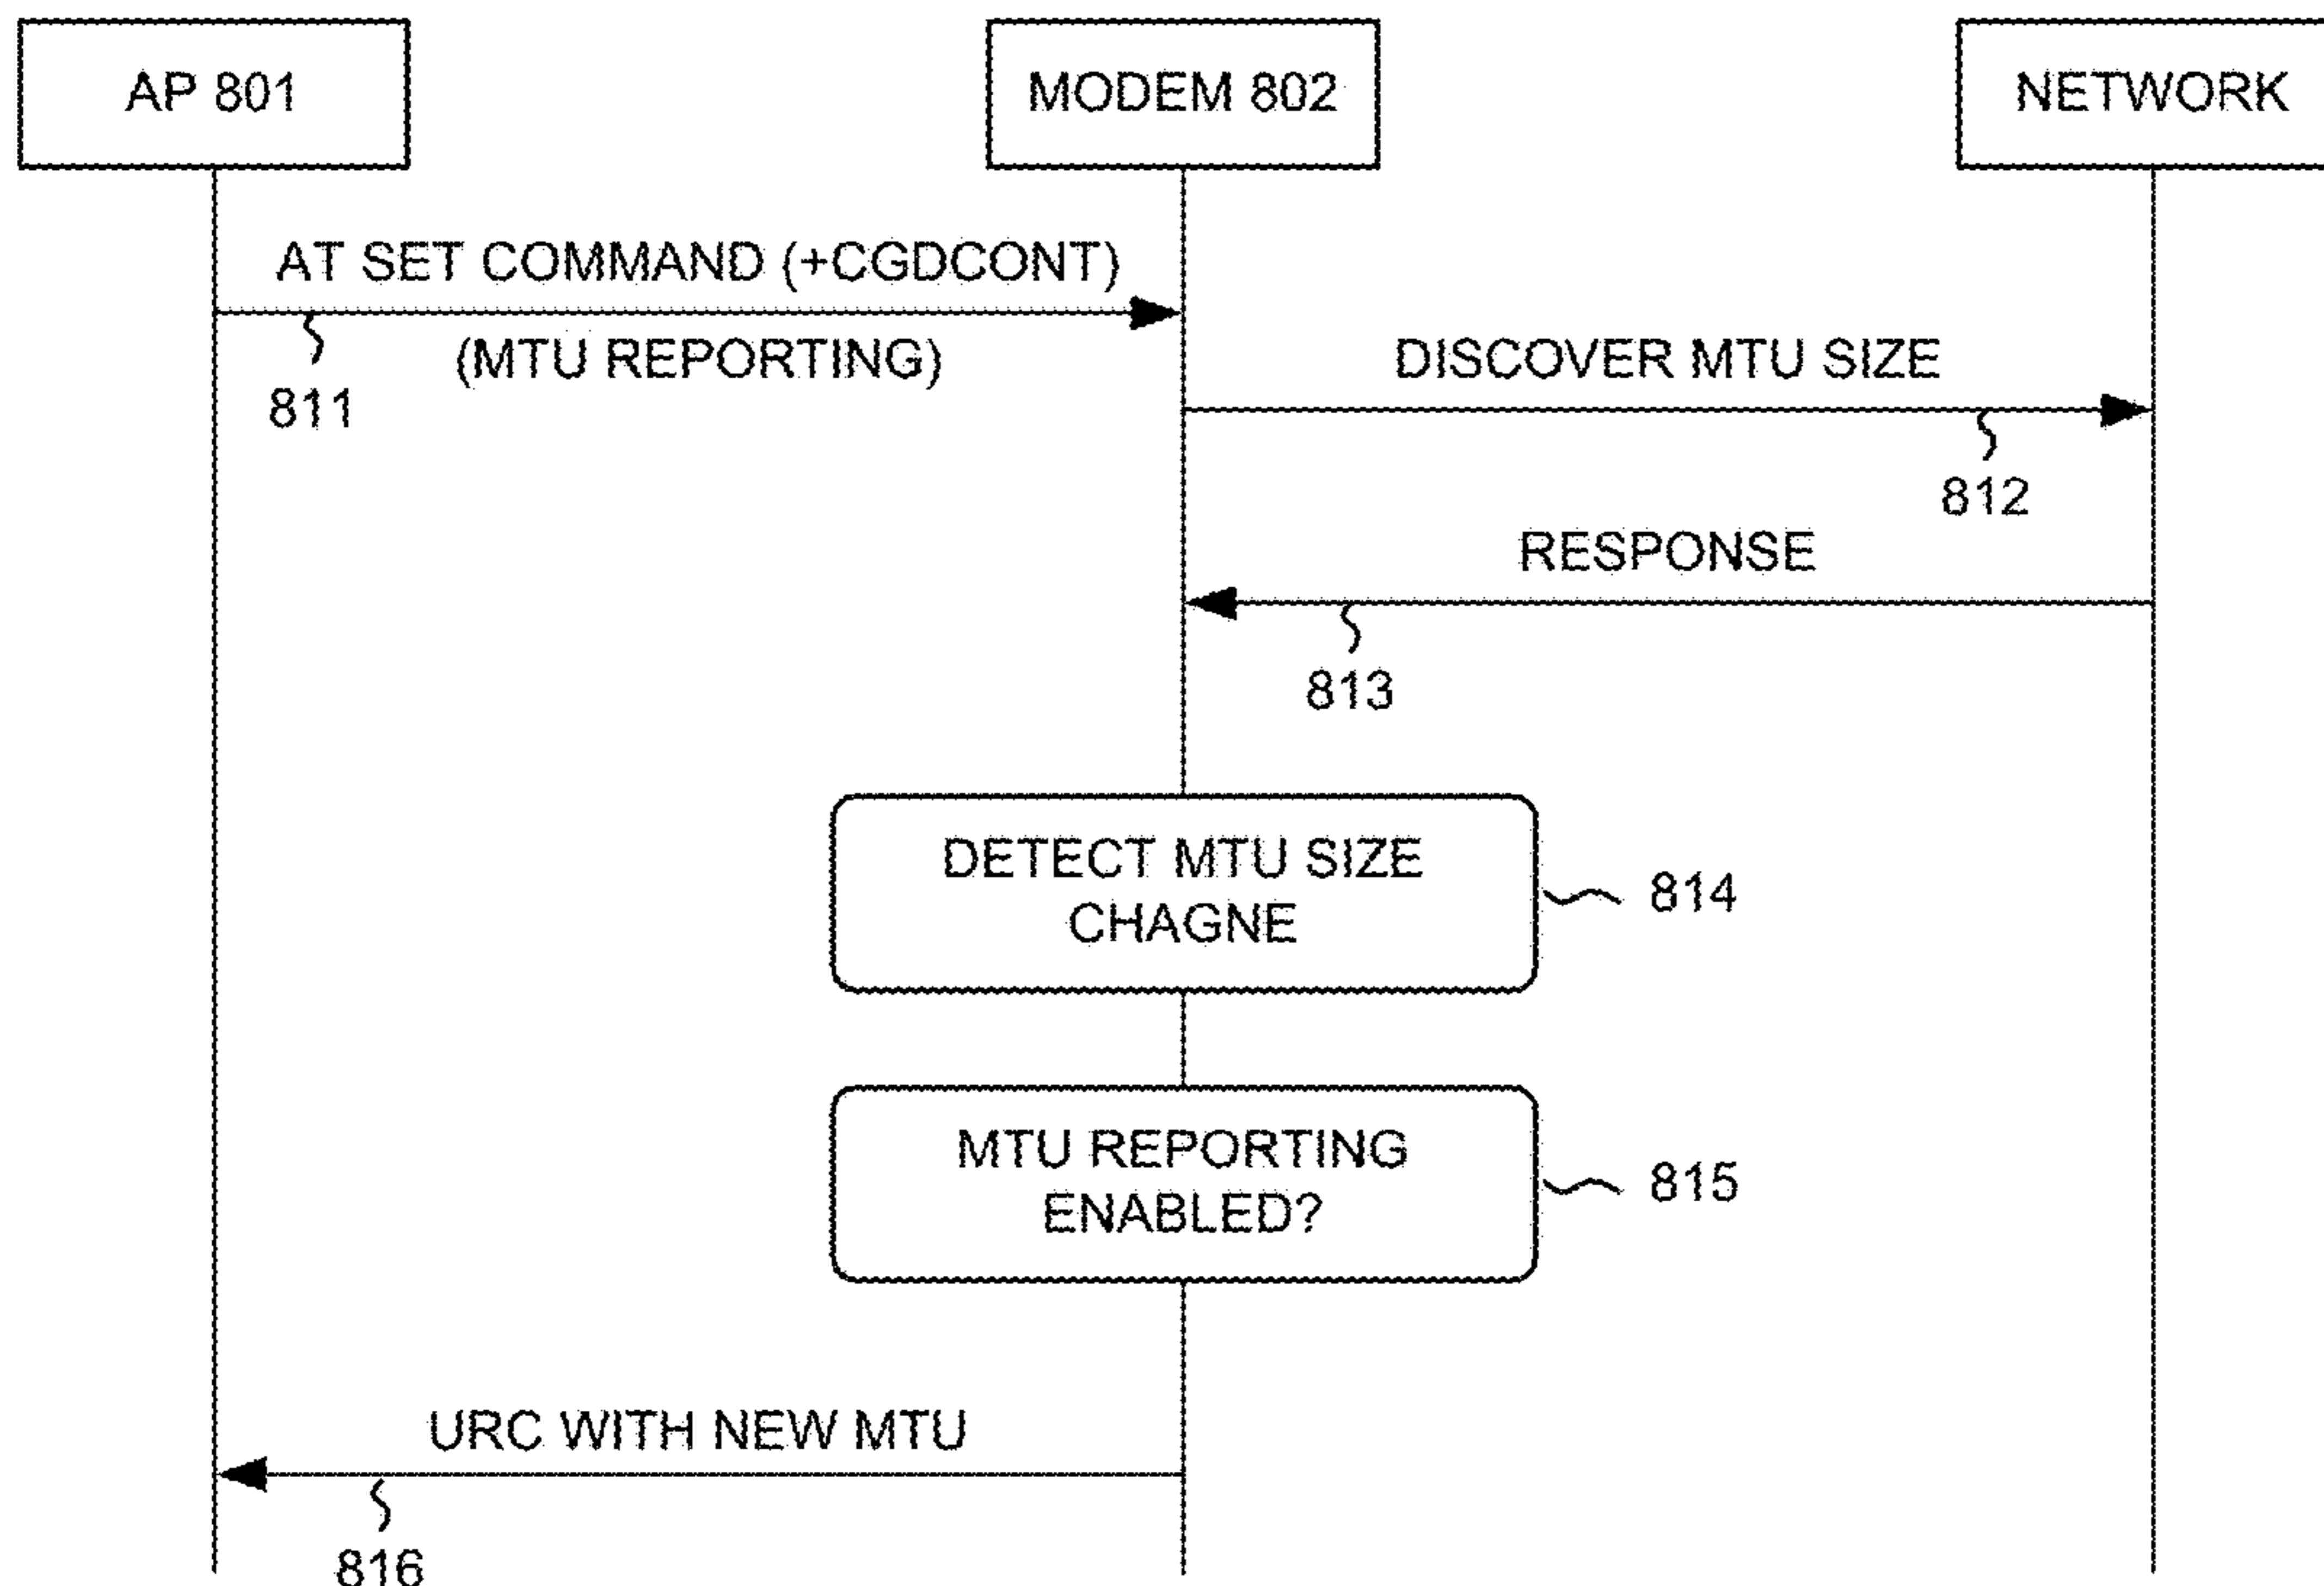 AP 801
MODEM 802
NETWORK
AT SET COMMAND (+CGDCONT)
(MTU REPORTING)
811
DISCOVER MTU SIZE
812
RESPONSE
813
DETECT MTU SIZE
CHAGNE
814
MTU REPORTING
ENABLED?
815
URC WITH NEW MTU
816